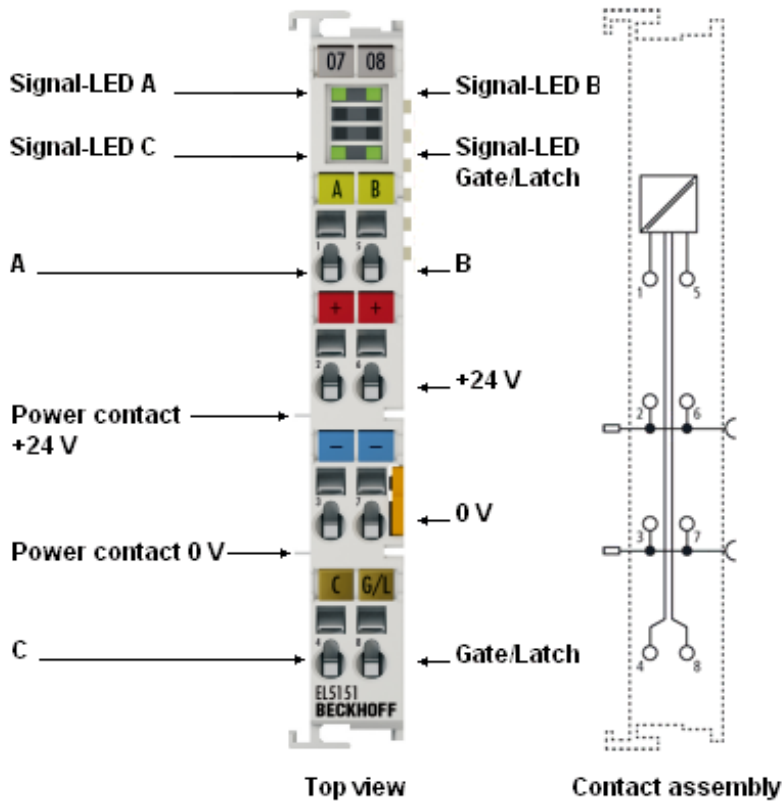 07 08
Signal-LED A
Signal-LED B
Signal-LED C
Signal-LED
Gate/Latch
A B
1 5
A
B
1 5
+ +
2 6
+24 V
Power contact
+24 V
2 6
− −
3 7
0 V
Power contact 0 V
3 7
C G/L
4 8
C
Gate/Latch
4 8
EL5151
BECKHOFF
Top view
Contact assembly